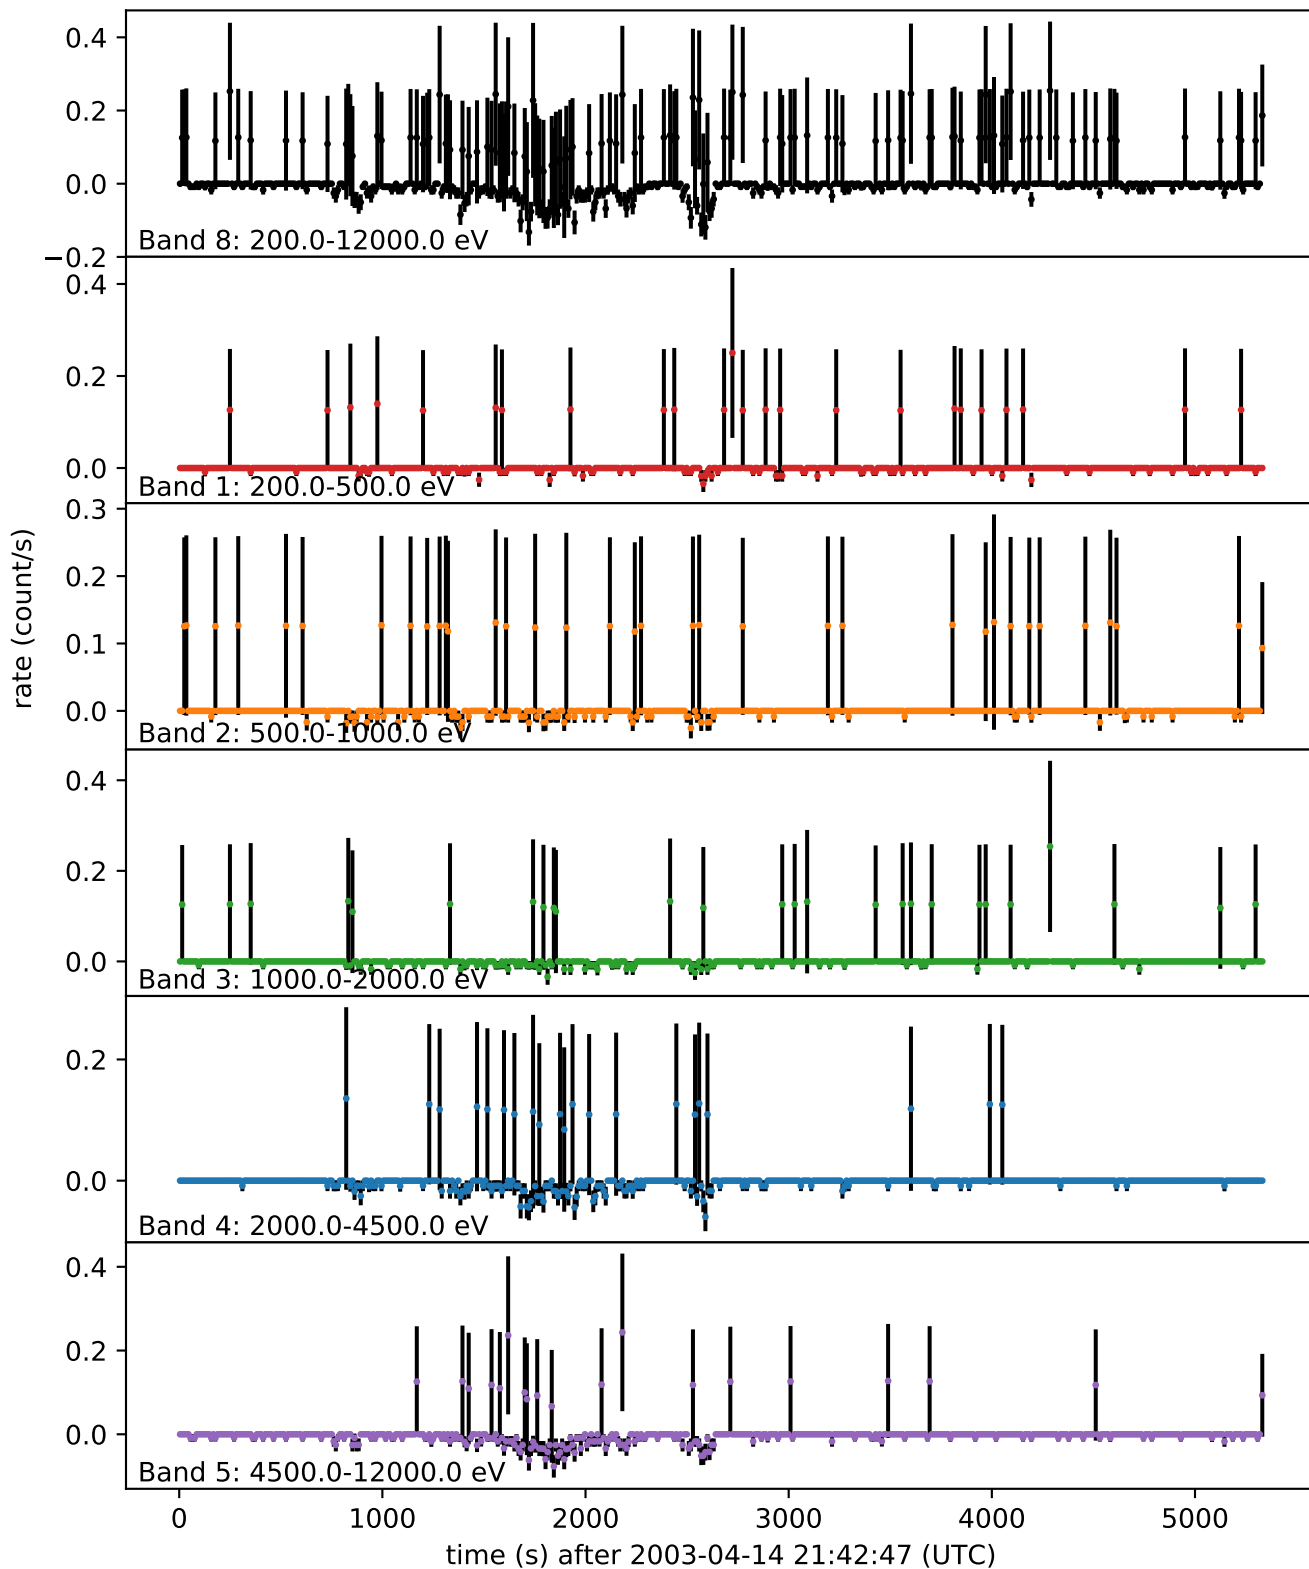 0.4
0.2
0.0
−0.2
Band 8: 200.0-12000.0 eV
0.4
0.2
0.0
Band 1: 200.0-500.0 eV
0.3
0.2
0.1
0.0
Band 2: 500.0-1000.0 eV
0.4
0.2
0.0
Band 3: 1000.0-2000.0 eV
0.2
0.0
Band 4: 2000.0-4500.0 eV
0.4
0.2
0.0
Band 5: 4500.0-12000.0 eV
rate (count/s)
0 1000 2000 3000 4000 5000
time (s) after 2003-04-14 21:42:47 (UTC)